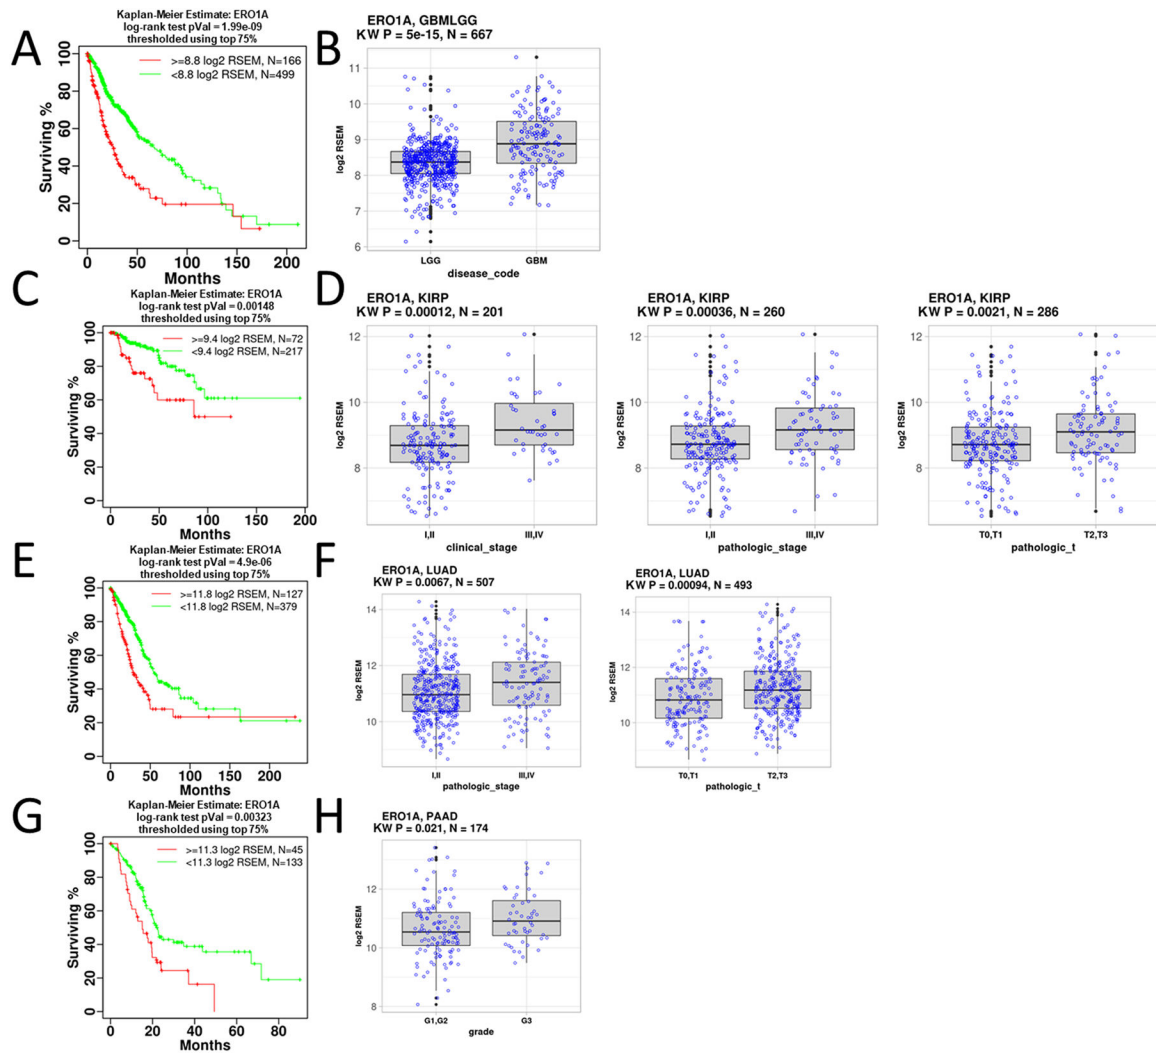 A
Kaplan-Meier Estimate: ERO1A
log-rank test pVal = 1.99e-09
thresholded using top 75%
>=8.8 log2 RSEM, N=166
<8.8 log2 RSEM, N=499
Surviving %
100
80
60
40
20
0
0 50 100 150 200
Months
B
ERO1A, GBMLGG
KW P = 5e-15, N = 667
log2 RSEM
11
10
9
8
7
6
LGG GBM
disease_code
C
Kaplan-Meier Estimate: ERO1A
log-rank test pVal = 0.00148
thresholded using top 75%
>=9.4 log2 RSEM, N=72
<9.4 log2 RSEM, N=217
Surviving %
100
80
60
40
20
0
0 50 100 150 200
Months
D
ERO1A, KIRP
KW P = 0.00012, N = 201
log2 RSEM
12
10
8
I,II III,IV
clinical_stage
ERO1A, KIRP
KW P = 0.00036, N = 260
log2 RSEM
12
10
8
I,II III,IV
pathologic_stage
ERO1A, KIRP
KW P = 0.0021, N = 286
log2 RSEM
12
10
8
T0,T1 T2,T3
pathologic_t
E
Kaplan-Meier Estimate: ERO1A
log-rank test pVal = 4.9e-06
thresholded using top 75%
>=11.8 log2 RSEM, N=127
<11.8 log2 RSEM, N=379
Surviving %
100
80
60
40
20
0
0 50 100 150 200
Months
F
ERO1A, LUAD
KW P = 0.0067, N = 507
log2 RSEM
14
12
10
I,II III,IV
pathologic_stage
ERO1A, LUAD
KW P = 0.00094, N = 493
log2 RSEM
14
12
10
T0,T1 T2,T3
pathologic_t
G
Kaplan-Meier Estimate: ERO1A
log-rank test pVal = 0.00323
thresholded using top 75%
>=11.3 log2 RSEM, N=45
<11.3 log2 RSEM, N=133
Surviving %
100
80
60
40
20
0
0 20 40 60 80
Months
H
ERO1A, PAAD
KW P = 0.021, N = 174
log2 RSEM
12
10
8
G1,G2 G3
grade